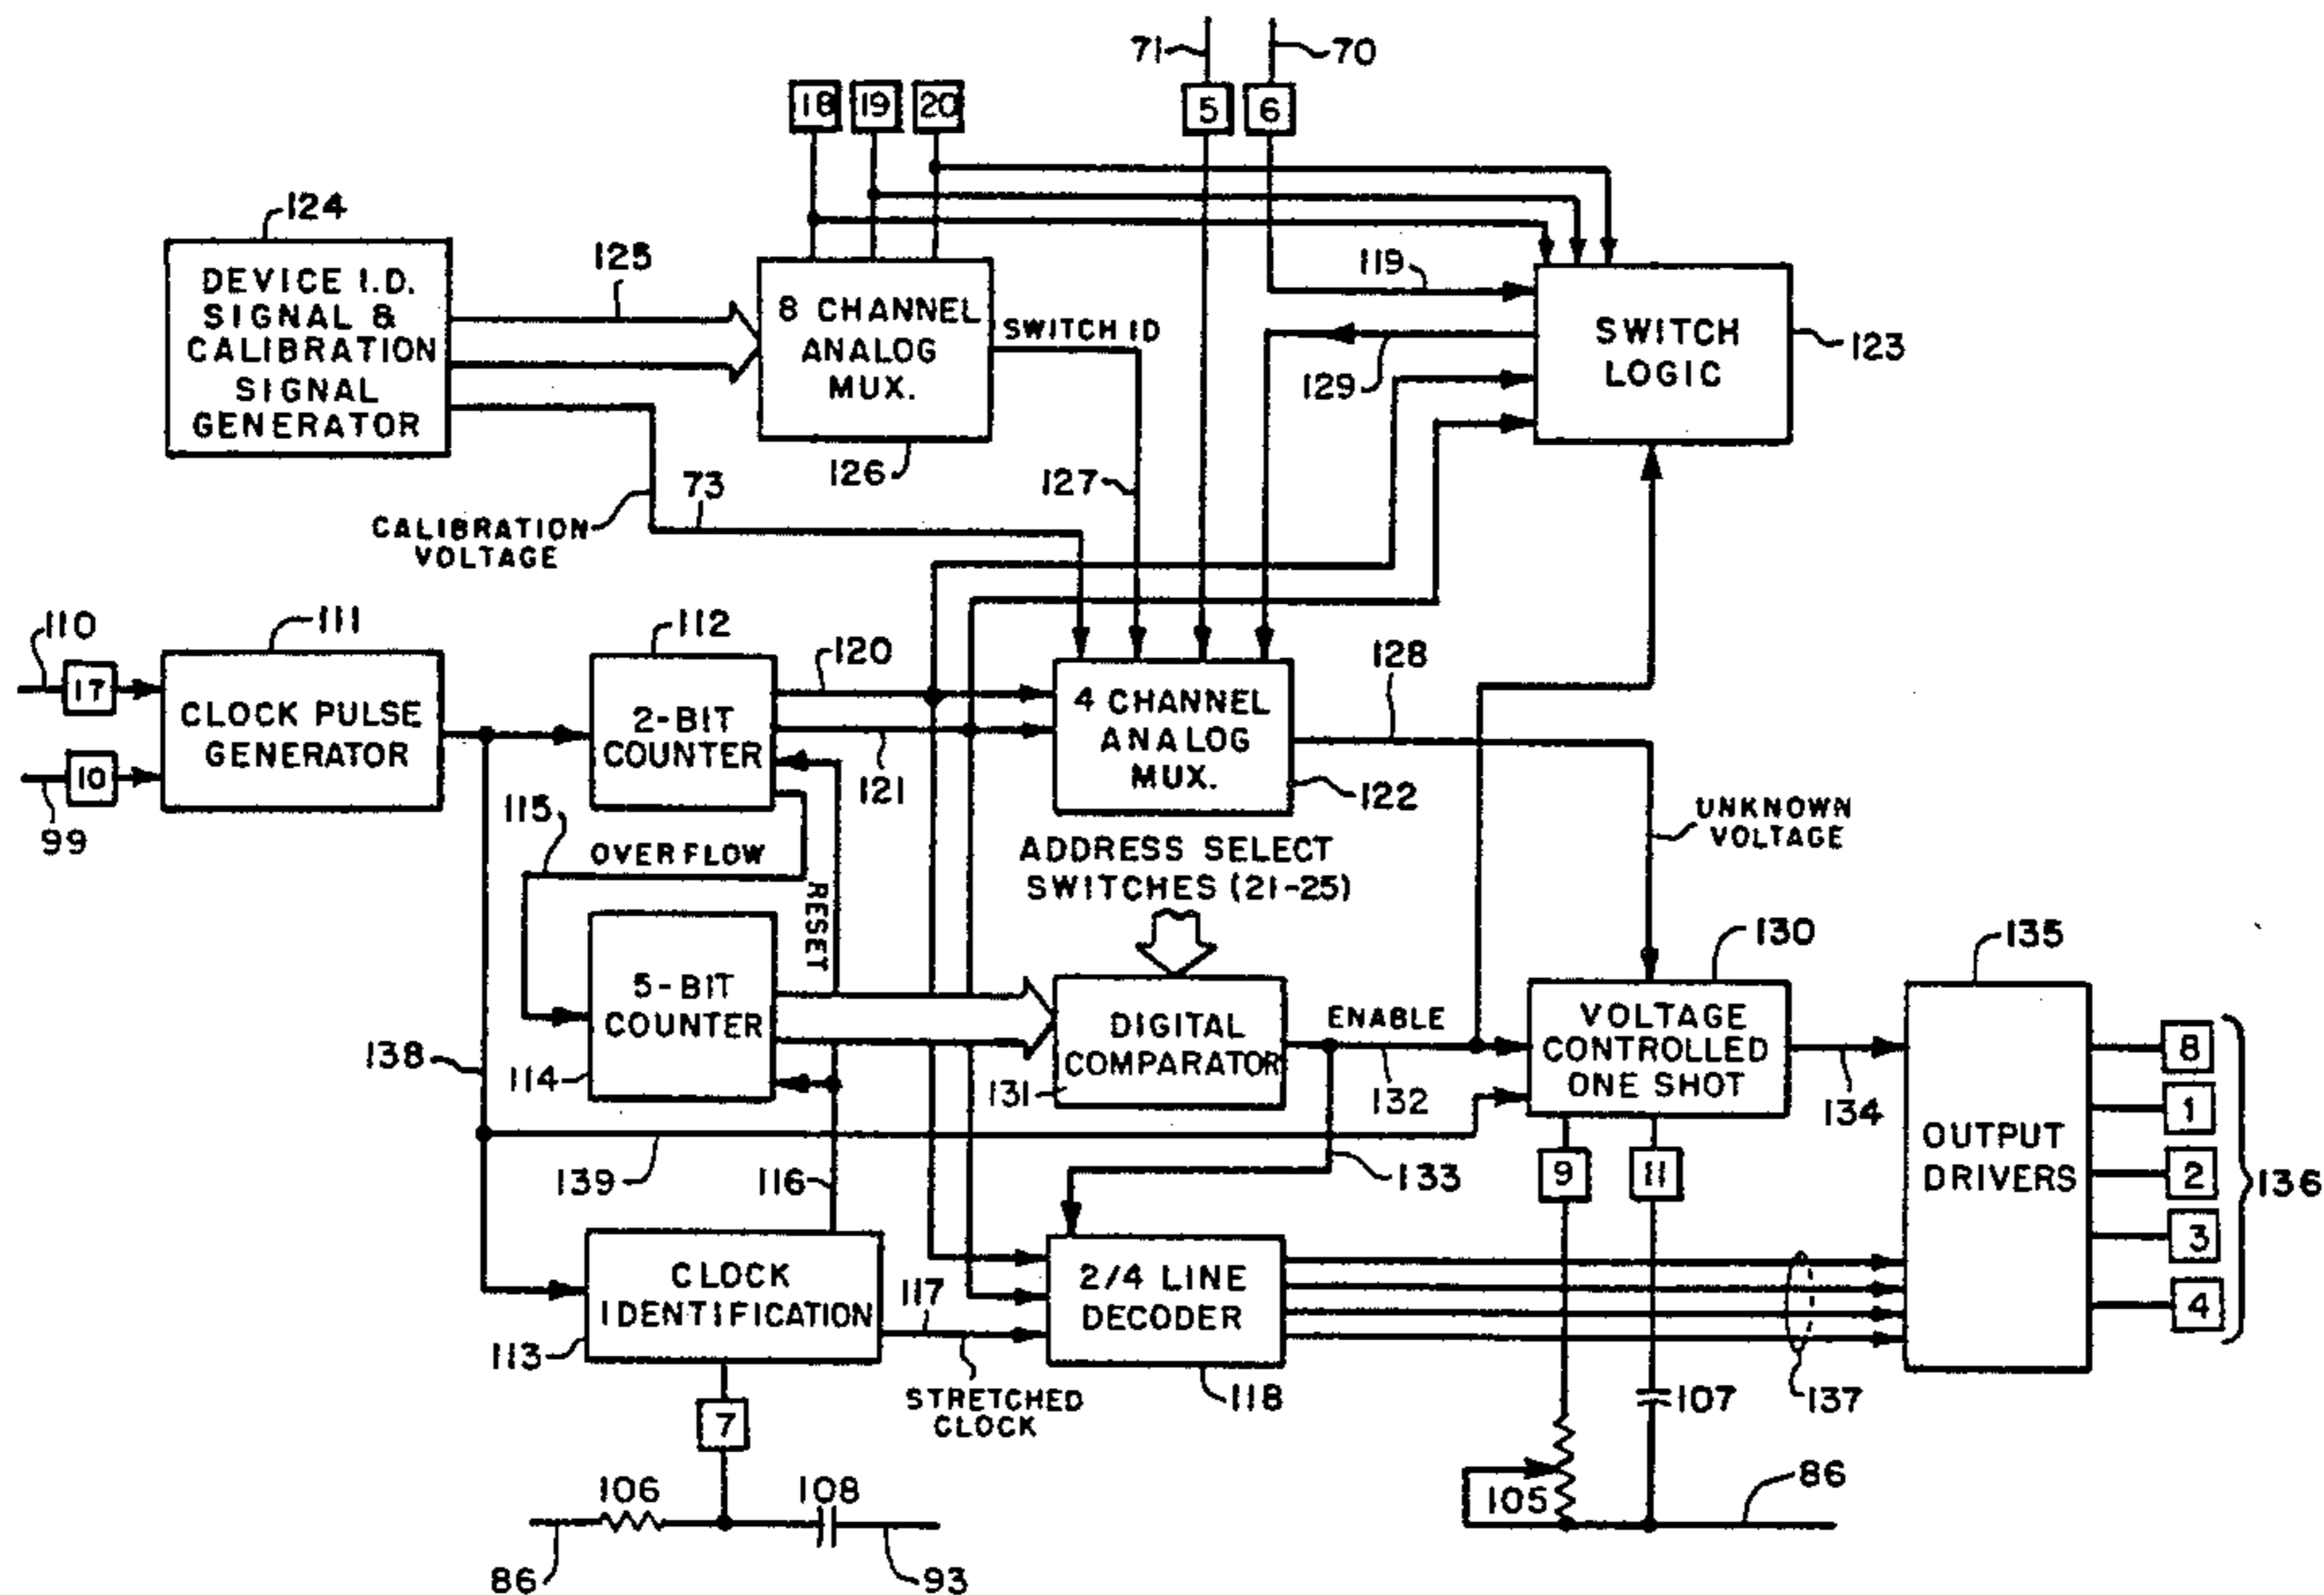 71
70
18
19
20
5
6
124
DEVICE I.D.
SIGNAL &
CALIBRATION
SIGNAL
GENERATOR
125
8 CHANNEL
ANALOG
MUX.
126
SWITCH ID
127
119
129
SWITCH
LOGIC
123
73
CALIBRATION
VOLTAGE
110
17
10
99
111
CLOCK PULSE
GENERATOR
112
2-BIT
COUNTER
120
121
4 CHANNEL
ANALOG
MUX.
122
128
UNKNOWN
VOLTAGE
115
OVERFLOW
RESET
ADDRESS SELECT
SWITCHES (21-25)
5-BIT
COUNTER
114
138
DIGITAL
COMPARATOR
131
ENABLE
132
133
130
VOLTAGE
CONTROLLED
ONE SHOT
134
135
OUTPUT
DRIVERS
8
1
2
3
4
136
139
116
9
11
CLOCK
IDENTIFICATION
113
117
STRETCHED
CLOCK
2/4 LINE
DECODER
118
137
7
106
108
86
93
105
107
86